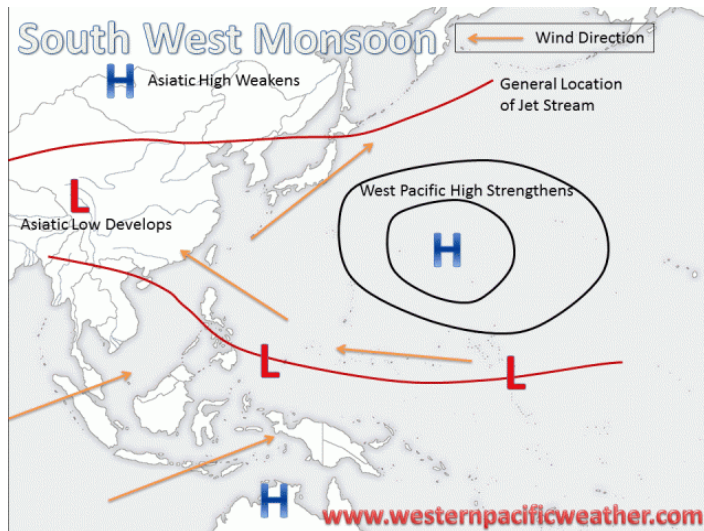 South West Monsoon
Wind Direction
H
Asiatic High Weakens
General Location
of Jet Stream
L
Asiatic Low Develops
West Pacific High Strengthens
H
L
L
H
www.westernpacificweather.com